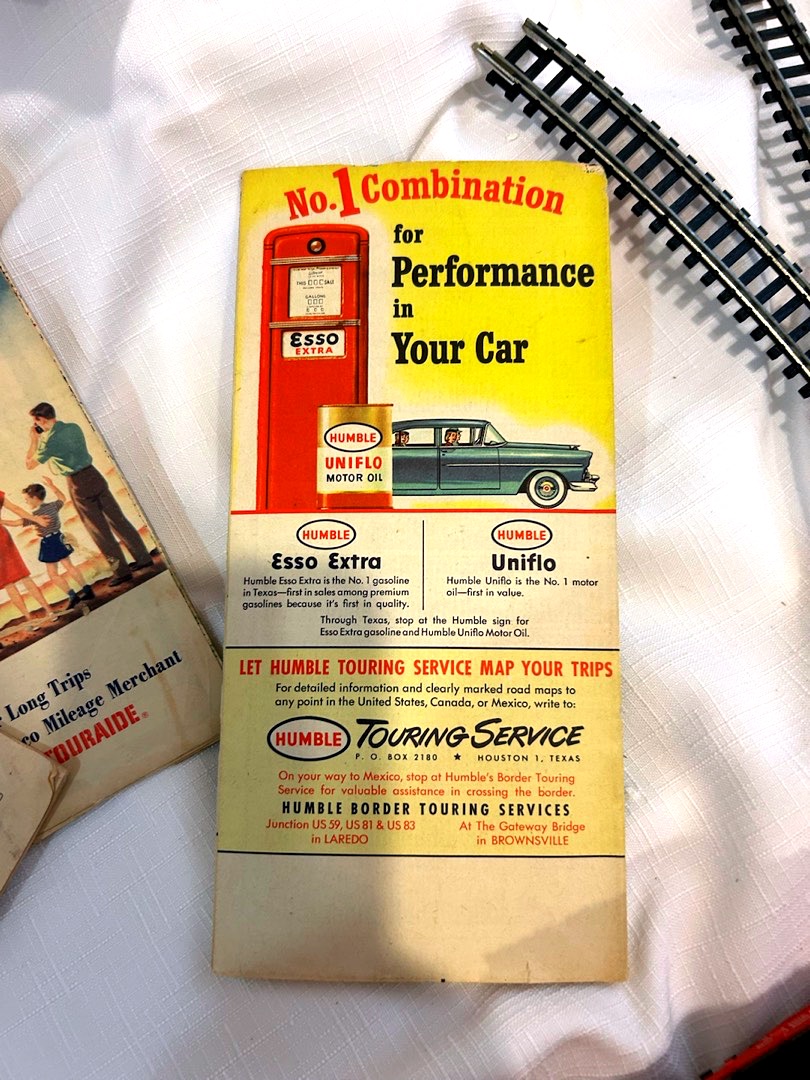 No. 1 Combination
for
Performance
in
Your Car
THIS SALE
GALLONS
Esso
EXTRA
HUMBLE
UNIFLO
MOTOR OIL
HUMBLE
Esso Extra
Humble Esso Extra is the No. 1 gasoline
in Texas—first in sales among premium
gasolines because it's first in quality.
HUMBLE
Uniflo
Humble Uniflo is the No. 1 motor
oil—first in value.
Through Texas, stop at the Humble sign for
Esso Extra gasoline and Humble Uniflo Motor Oil.
LET HUMBLE TOURING SERVICE MAP YOUR TRIPS
For detailed information and clearly marked road maps to
any point in the United States, Canada, or Mexico, write to:
HUMBLE TOURING SERVICE
P. O. BOX 2180 ★ HOUSTON 1, TEXAS
On your way to Mexico, stop at Humble's Border Touring
Service for valuable assistance in crossing the border.
HUMBLE BORDER TOURING SERVICES
Junction US 59, US 81 & US 83
in LAREDO
At The Gateway Bridge
in BROWNSVILLE
Long Trips
co Mileage Merchant
TOURAIDE®